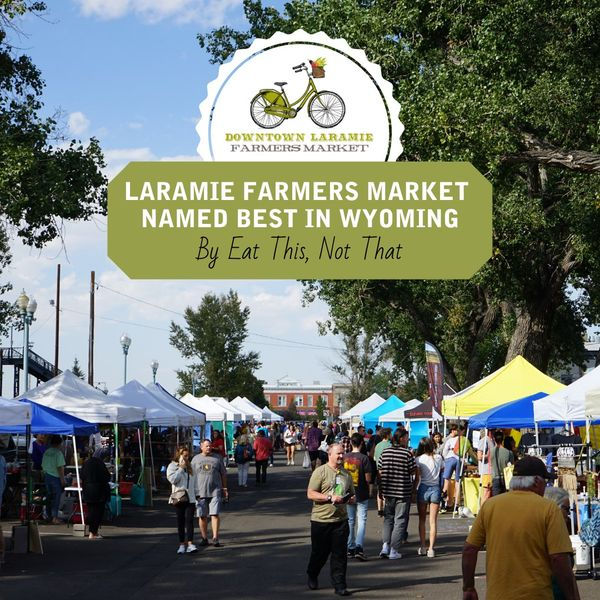 DOWNTOWN LARAMIE
FARMERS MARKET
LARAMIE FARMERS MARKET
NAMED BEST IN WYOMING
By Eat This, Not That